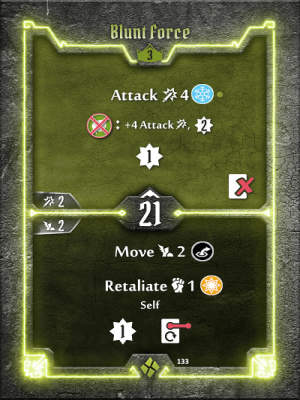 Blunt Force
3
Attack 4
: +4 Attack , 2
1
2
21
2
Move 2
Retaliate 1
Self
1
133